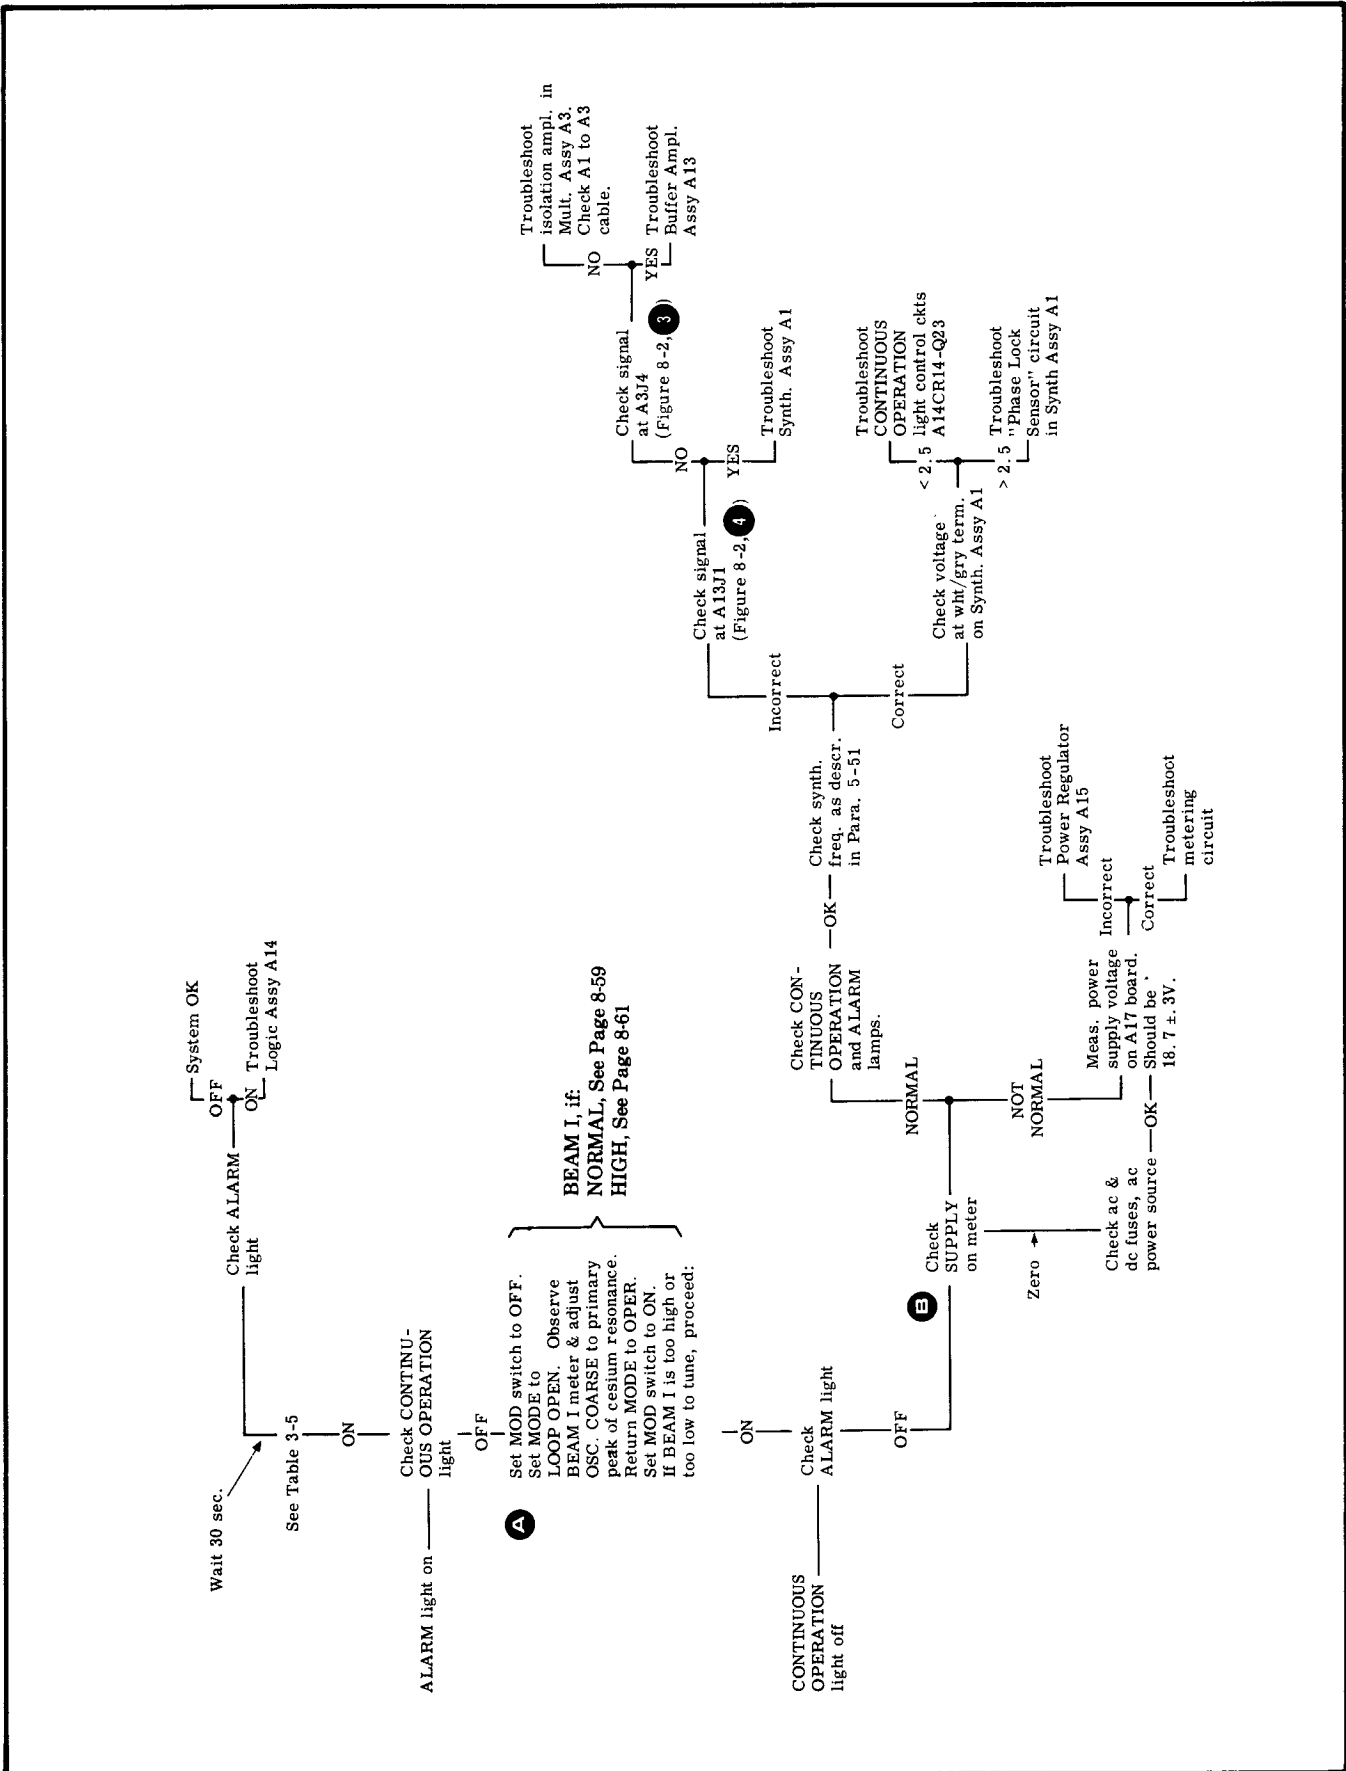 Wait 30 sec.
See Table 3-5
ON
Check ALARM
light
OFF
System OK
ON
Troubleshoot
Logic Assy A14
ALARM light on
Check CONTINU-
OUS OPERATION
light
OFF
A
Set MOD switch to OFF.
Set MODE to
LOOP OPEN. Observe
BEAM I meter & adjust
OSC. COARSE to primary
peak of cesium resonance.
Return MODE to OPER.
Set MOD switch to ON.
If BEAM I is too high or
too low to tune, proceed:
BEAM I, if:
NORMAL, See Page 8-59
HIGH, See Page 8-61
CONTINUOUS
OPERATION
light off
ON
Check
ALARM light
OFF
B
Check
SUPPLY
on meter
Zero
Check ac &
dc fuses, ac
power source
OK
NORMAL
NOT
NORMAL
Check CON-
TINUOUS
OPERATION
and ALARM
lamps.
OK
Check synth.
freq. as descr.
in Para. 5-51
Meas. power
supply voltage
on A17 board.
Should be
18.7 ±.3V.
Incorrect
Correct
Troubleshoot
Power Regulator
Assy A15
Troubleshoot
metering
circuit
Incorrect
Correct
Check signal
at A13J1
(Figure 8-2, 4)
NO
YES
Check signal
at A3J4
(Figure 8-2, 3)
NO
YES
Troubleshoot
isolation ampl. in
Mult. Assy A3.
Check A1 to A3
cable.
Troubleshoot
Buffer Ampl.
Assy A13
Troubleshoot
Synth. Assy A1
Check voltage
at wht/gry term.
on Synth. Assy A1
< 2.5
> 2.5
Troubleshoot
CONTINUOUS
OPERATION
light control ckts
A14CR14-Q23
Troubleshoot
"Phase Lock
Sensor" circuit
in Synth Assy A1